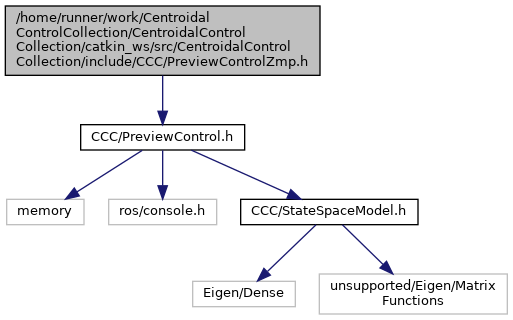 /home/runner/work/Centroidal
ControlCollection/CentroidalControl
Collection/catkin_ws/src/CentroidalControl
Collection/include/CCC/PreviewControlZmp.h
CCC/PreviewControl.h
memory
ros/console.h
CCC/StateSpaceModel.h
Eigen/Dense
unsupported/Eigen/Matrix
Functions